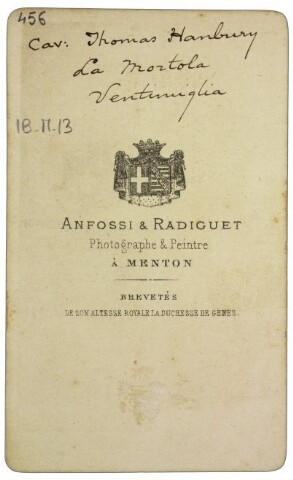 456
Cav: Thomas Hanbury
La Mortola
Ventimiglia
18.II.13
ANFOSSI & RADIGUET
Photographe & Peintre
À MENTON
BREVETÉS
DE SON ALTESSE ROYALE LA DUCHESSE DE GENES.